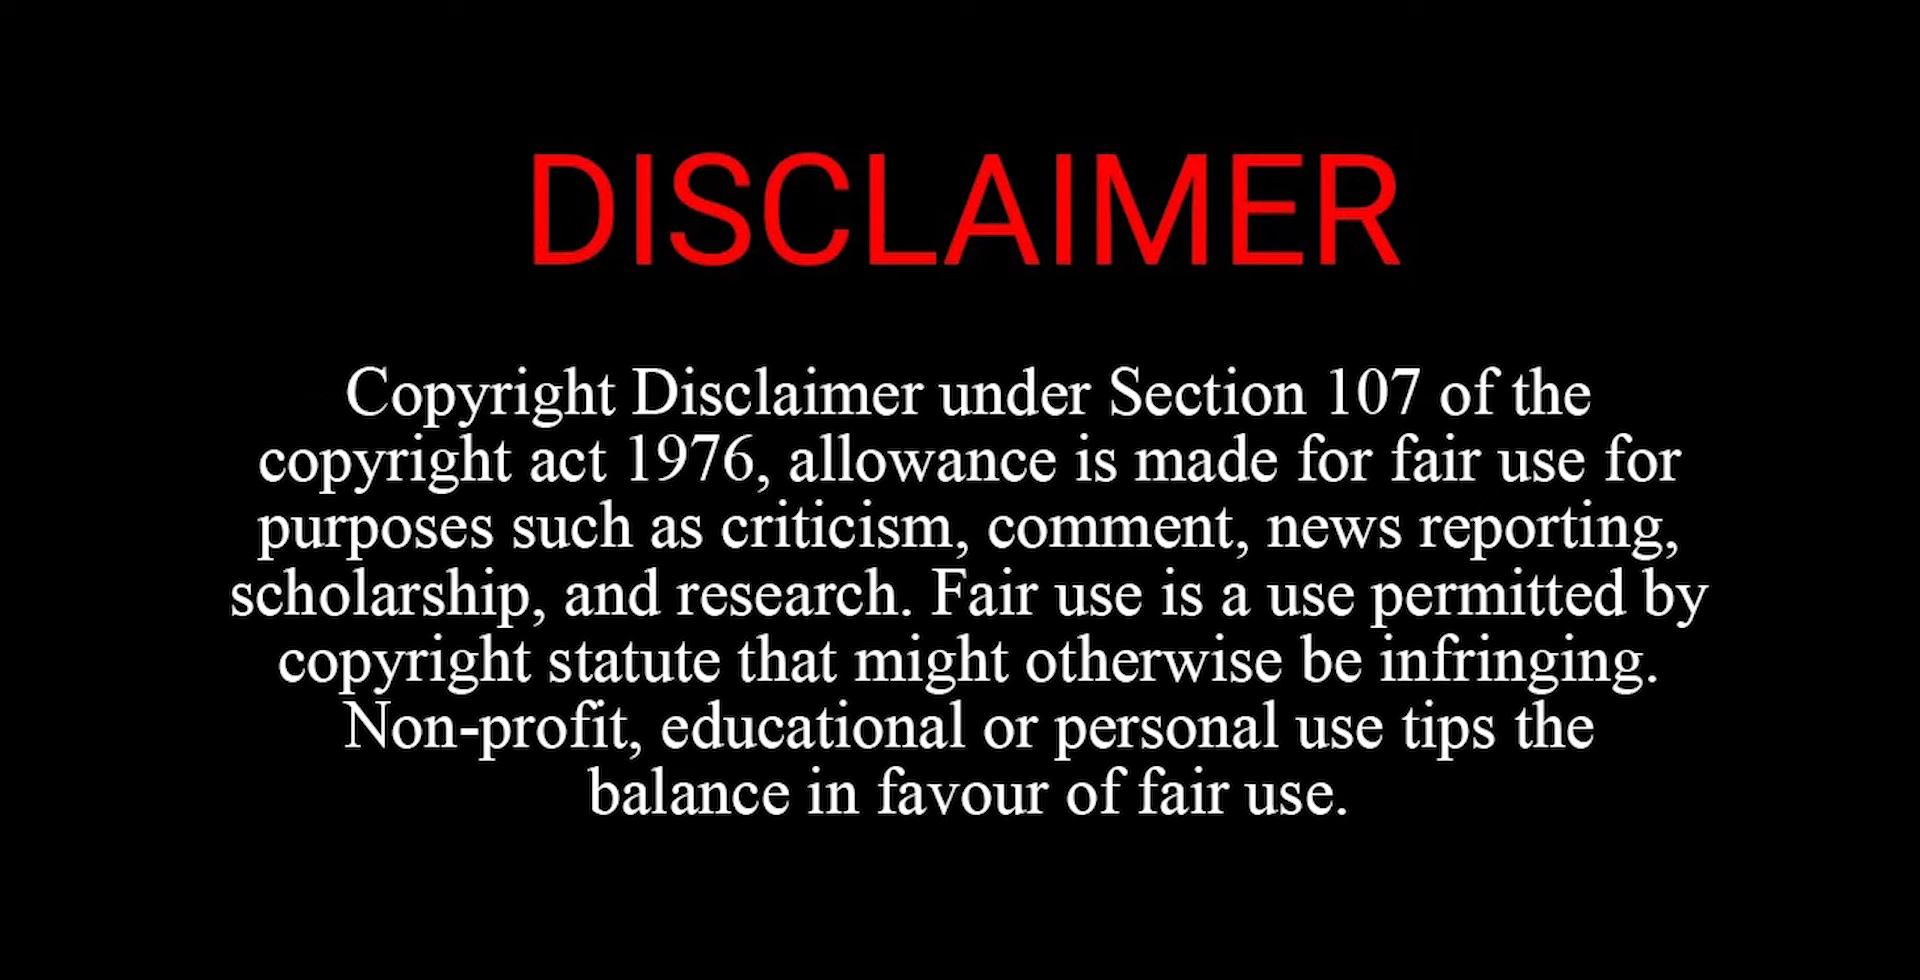 DISCLAIMER
Copyright Disclaimer under Section 107 of the
copyright act 1976, allowance is made for fair use for
purposes such as criticism, comment, news reporting,
scholarship, and research. Fair use is a use permitted by
copyright statute that might otherwise be infringing.
Non-profit, educational or personal use tips the
balance in favour of fair use.